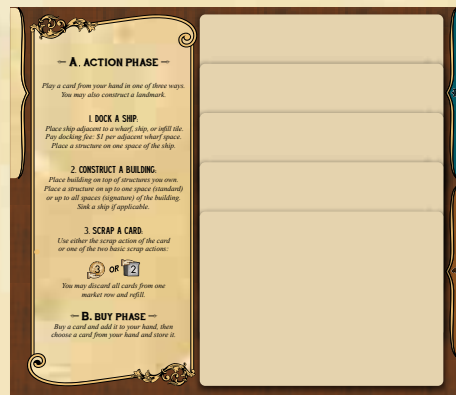 A. ACTION PHASE
Play a card from your hand in one of three ways.
You may also construct a landmark.
1. DOCK A SHIP:
Place ship adjacent to a wharf, ship, or infill tile.
Pay docking fee: $1 per adjacent wharf space.
Place a structure on one space of the ship.
2. CONSTRUCT A BUILDING:
Place building on top of structures you own.
Place a structure on up to one space (standard)
or up to all spaces (signature) of the building.
Sink a ship if applicable.
3. SCRAP A CARD:
Use either the scrap action of the card
or one of the two basic scrap actions:
3 OR 2
You may discard all cards from one
market row and refill.
B. BUY PHASE
Buy a card and add it to your hand, then
choose a card from your hand and store it.